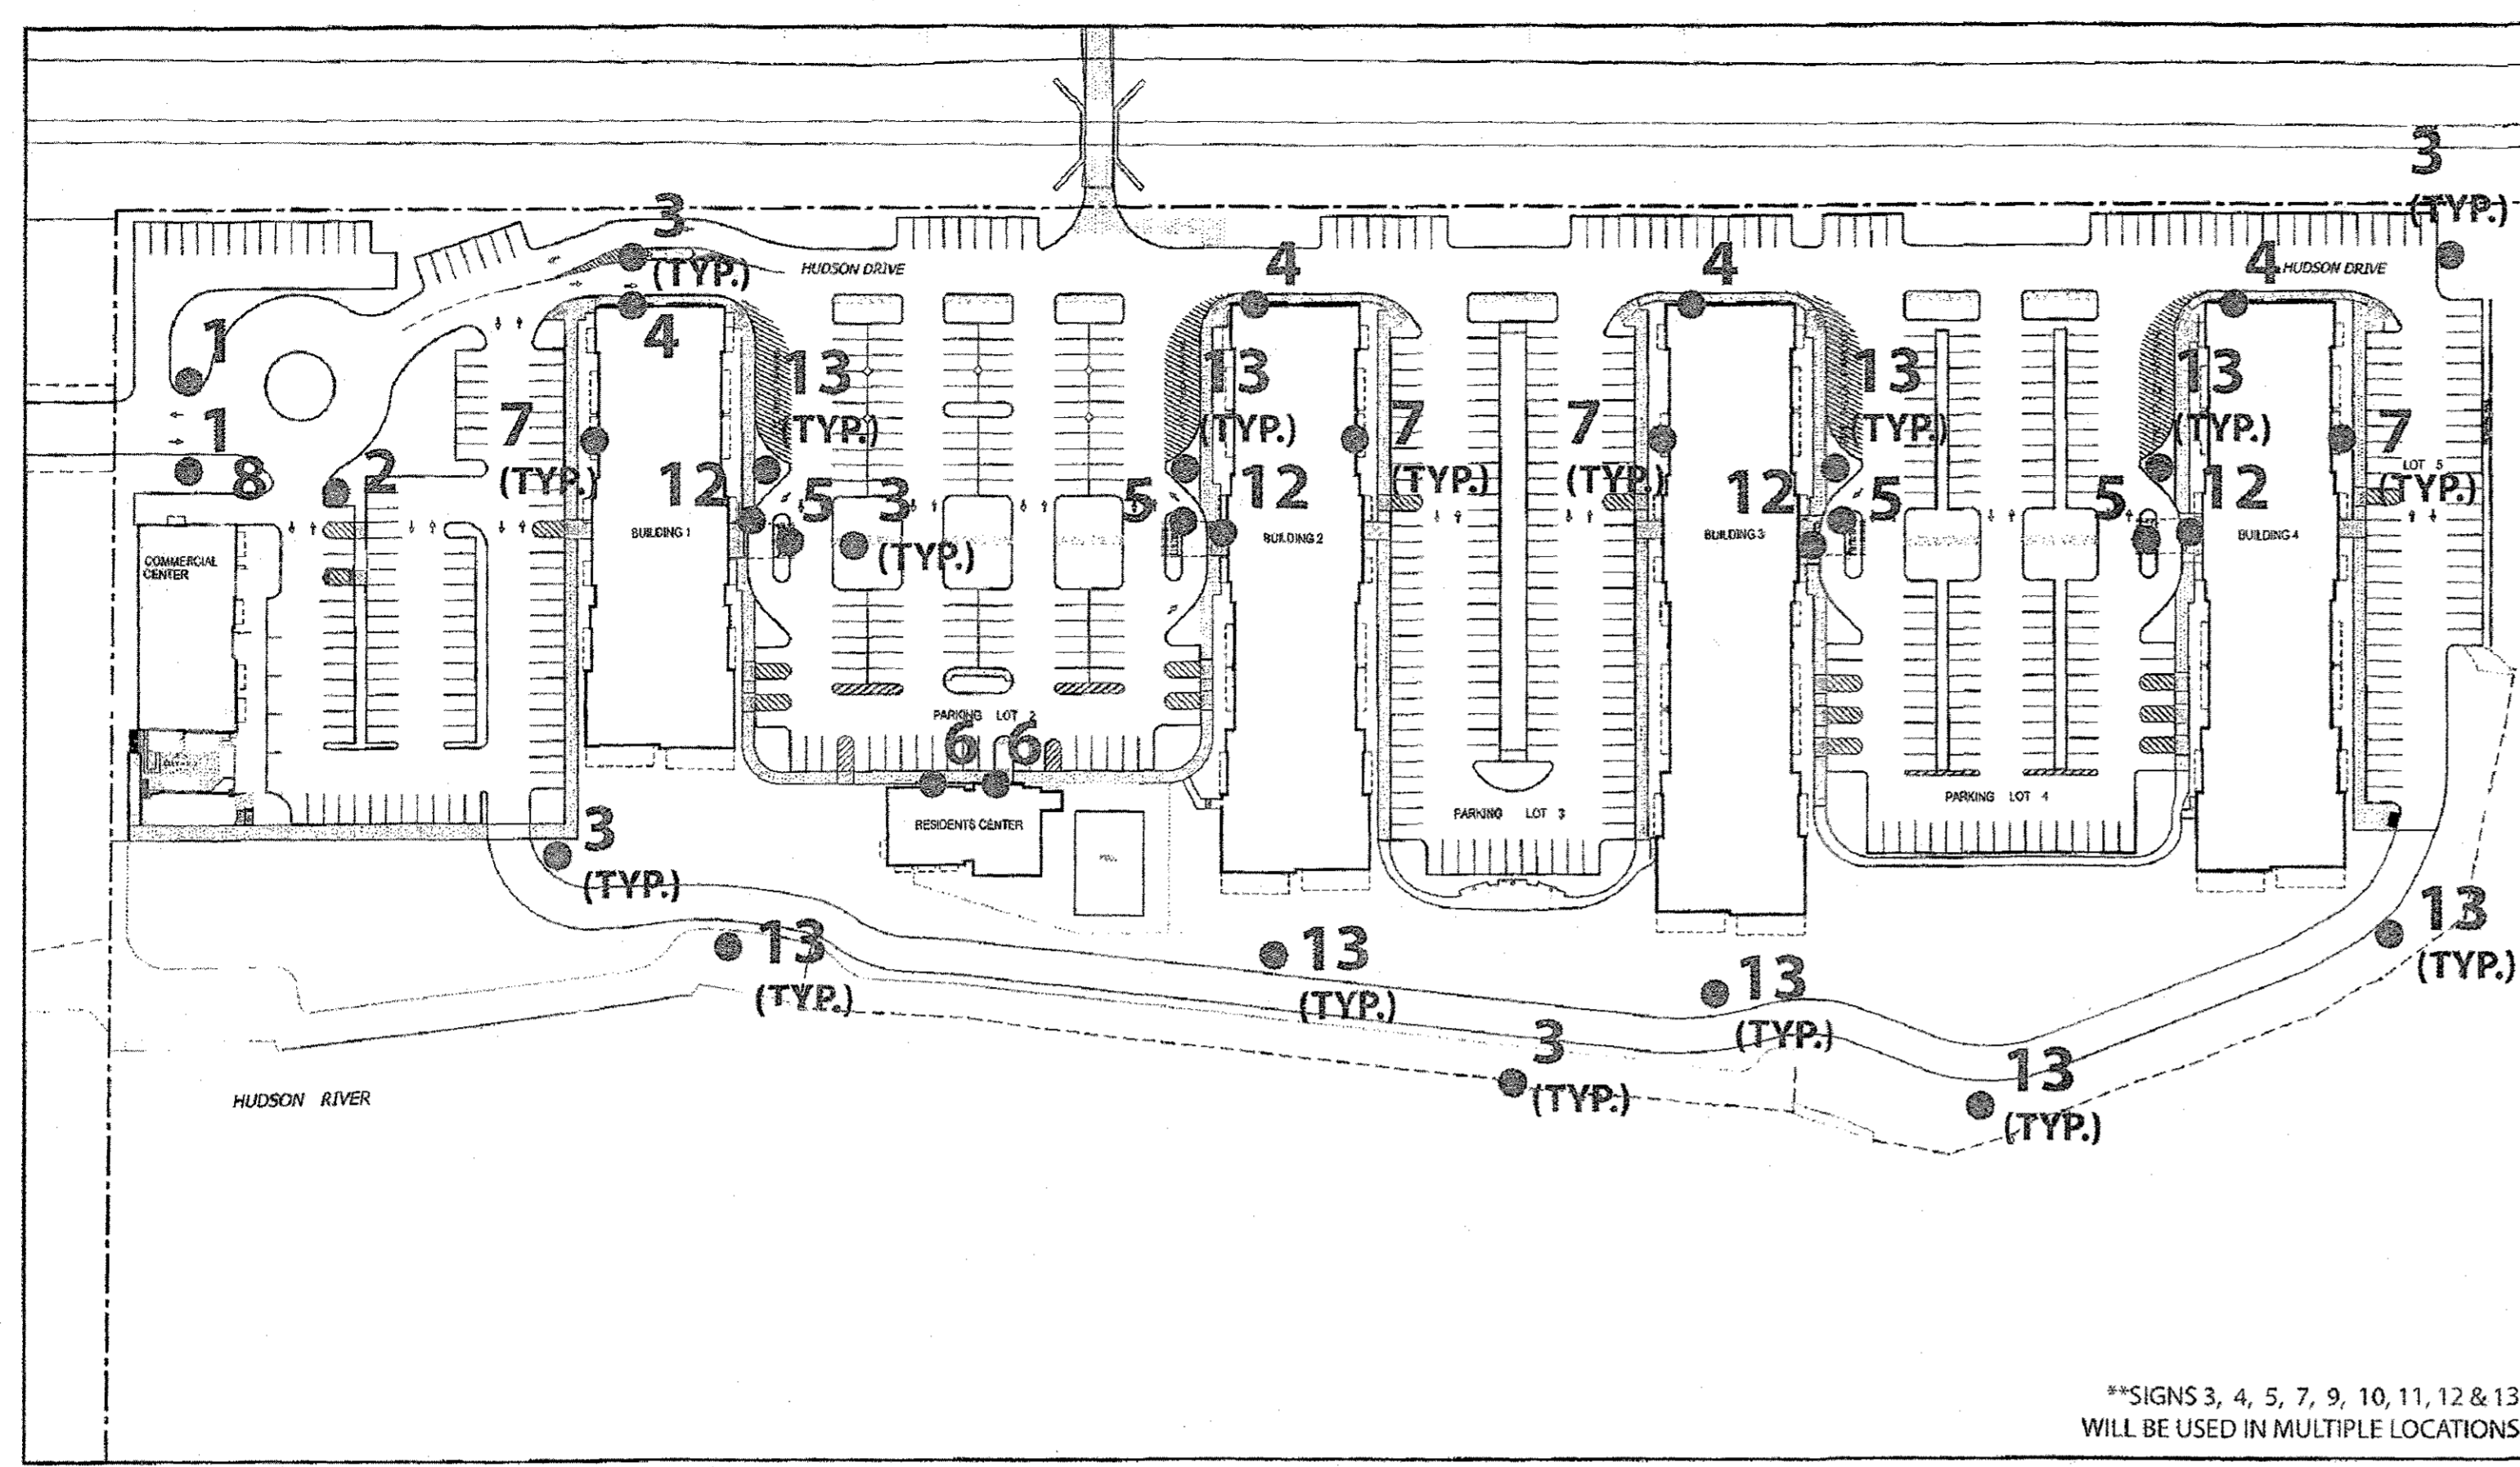 3
(TYP.)
3
(TYP.)
HUDSON DRIVE
4
4
4
HUDSON DRIVE
1
4
13
(TYP.)
13
(TYP.)
13
(TYP.)
13
(TYP.)
1
7
(TYP.)
7
(TYP.)
7
(TYP.)
7
LOT 5
(TYP.)
8
2
12
5
3
(TYP.)
5
12
12
5
5
12
BUILDING 1
BUILDING 2
BUILDING 3
BUILDING 4
COMMERCIAL
CENTER
PARKING LOT 2
6
6
PARKING LOT 3
PARKING LOT 4
RESIDENTS CENTER
POOL
3
(TYP.)
13
(TYP.)
13
(TYP.)
13
(TYP.)
13
(TYP.)
3
(TYP.)
13
(TYP.)
HUDSON RIVER
**SIGNS 3, 4, 5, 7, 9, 10, 11, 12 & 13
WILL BE USED IN MULTIPLE LOCATIONS